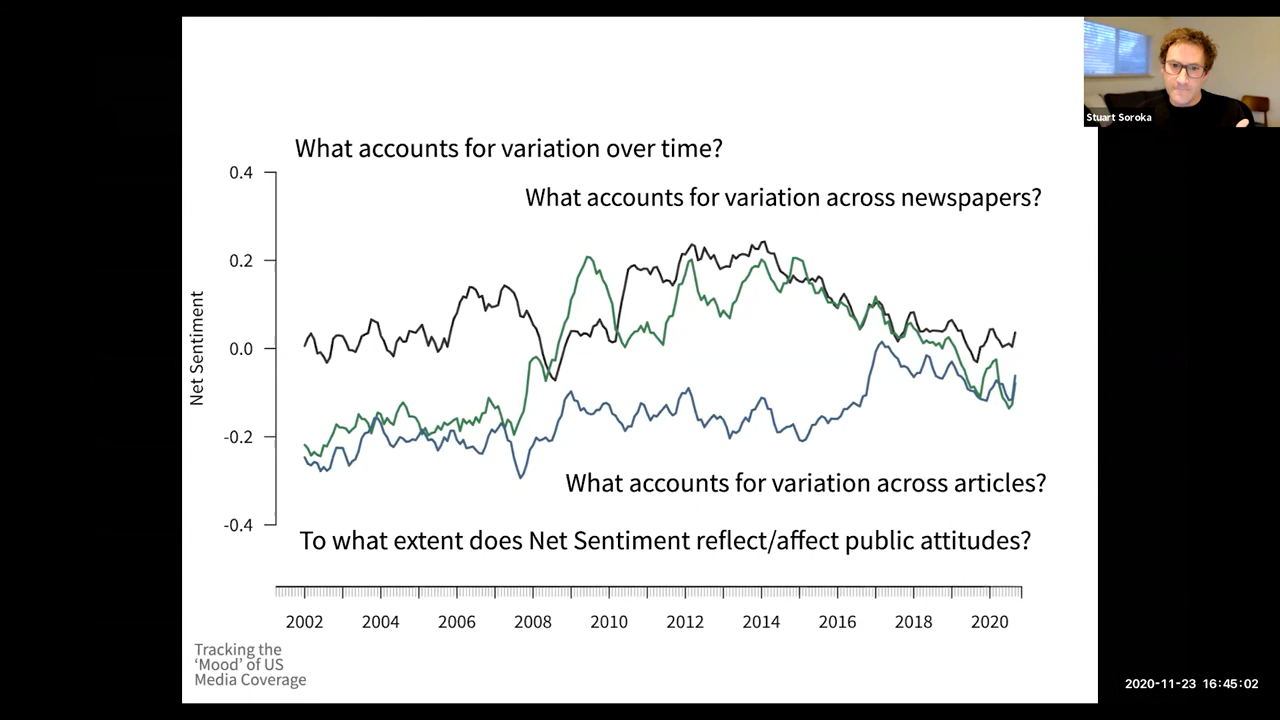 Stuart Soroka
What accounts for variation over time?
0.4
What accounts for variation across newspapers?
0.2
0.0
-0.2
-0.4
Net Sentiment
What accounts for variation across articles?
To what extent does Net Sentiment reflect/affect public attitudes?
2002 2004 2006 2008 2010 2012 2014 2016 2018 2020
Tracking the
‘Mood’ of US
Media Coverage
2020-11-23 16:45:02